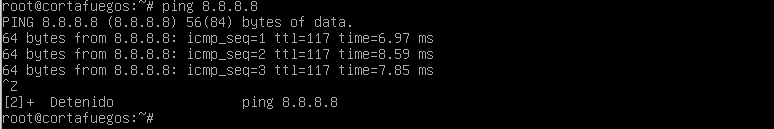 root@cortafuegos:~# ping 8.8.8.8
PING 8.8.8.8 (8.8.8.8) 56(84) bytes of data.
64 bytes from 8.8.8.8: icmp_seq=1 ttl=117 time=6.97 ms
64 bytes from 8.8.8.8: icmp_seq=2 ttl=117 time=8.59 ms
64 bytes from 8.8.8.8: icmp_seq=3 ttl=117 time=7.85 ms
^Z
[2]+  Detenido                ping 8.8.8.8
root@cortafuegos:~#